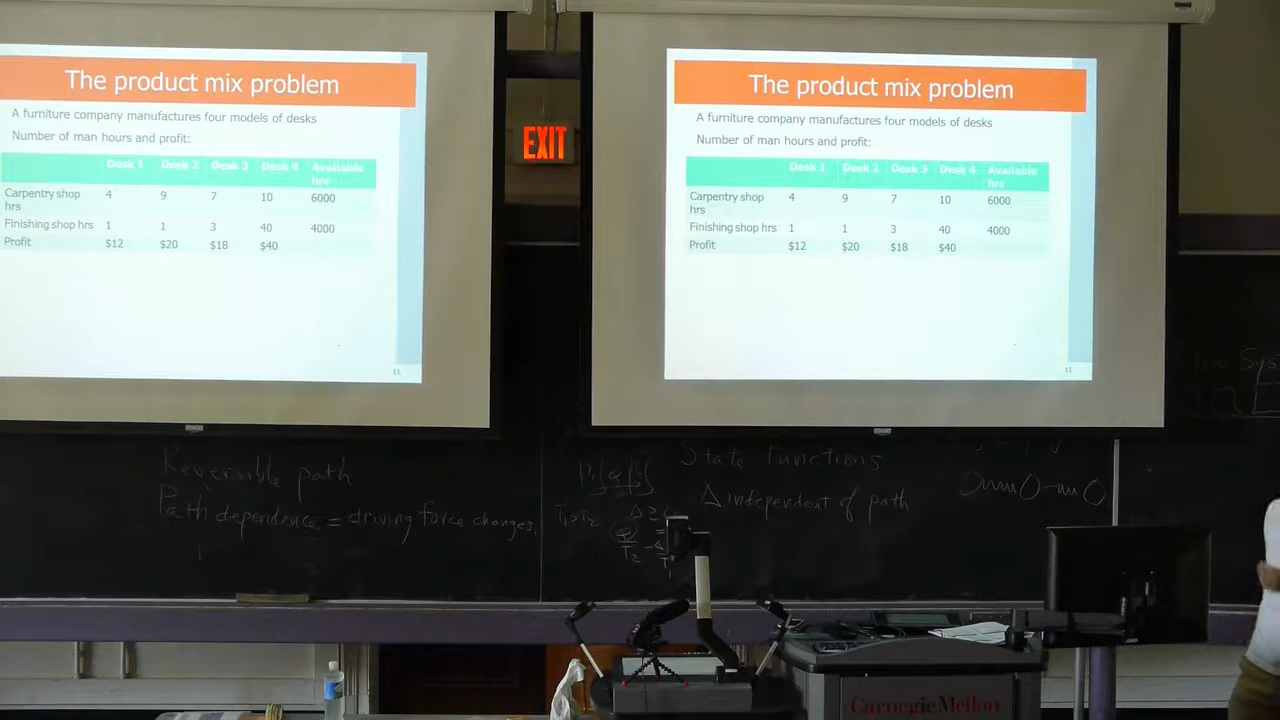 The product mix problem
A furniture company manufactures four models of desks
Number of man hours and profit:
Desk 1 Desk 2 Desk 3 Desk 4 Available
Carpentry shop 4 9 7 10 6000
hrs
Finishing shop hrs 1 1 3 40 4000
Profit $12 $20 $18 $40
11
EXIT
The product mix problem
A furniture company manufactures four models of desks
Number of man hours and profit:
Desk 1 Desk 2 Desk 3 Desk 4 Available
hrs
Carpentry shop 4 9 7 10 6000
hrs
Finishing shop hrs 1 1 3 40 4000
Profit $12 $20 $18 $40
11
Reversible path
Path dependence = driving force changes,
State Functions
Δ independent of path
Carnegie Mellon